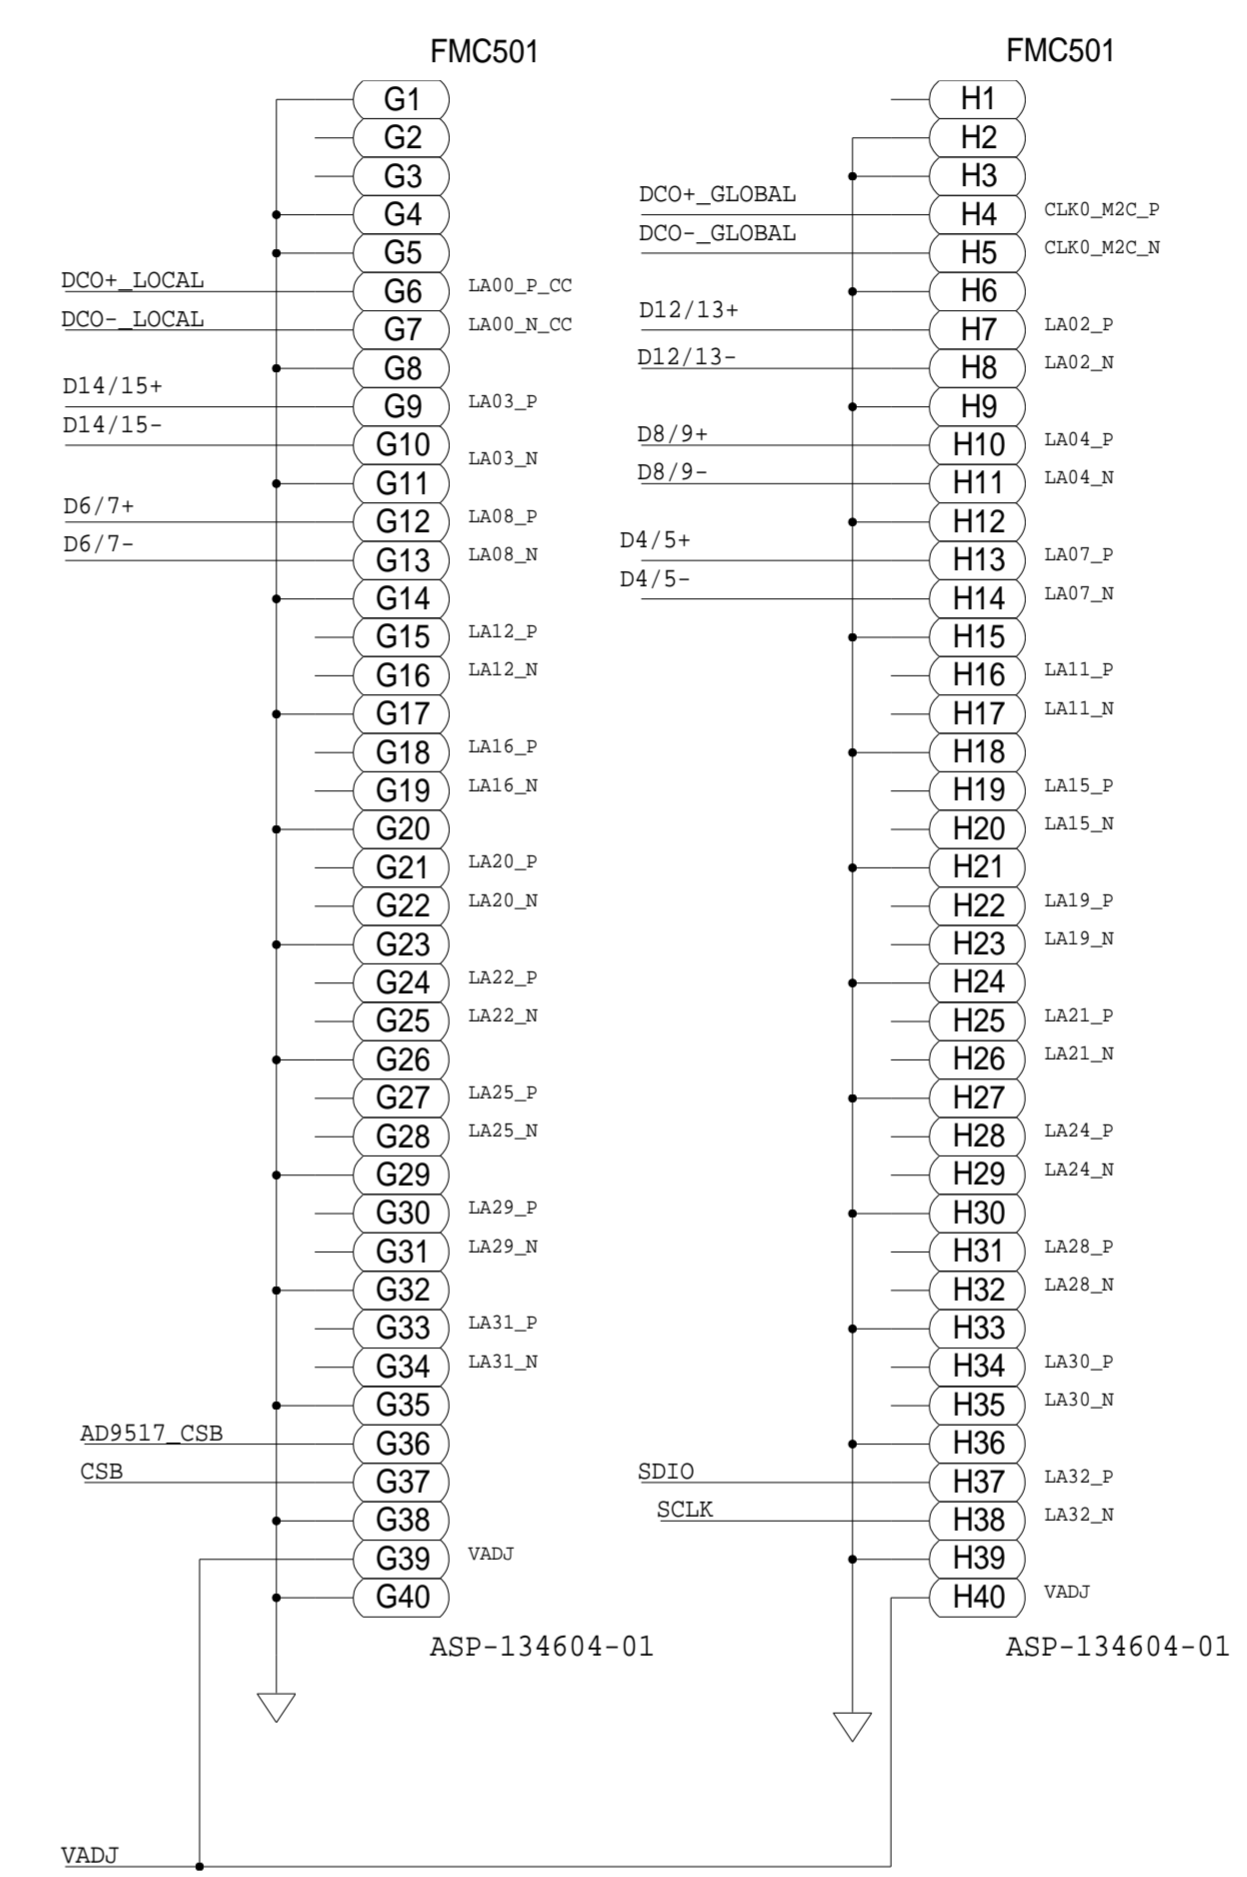 FMC501
G1
G2
G3
G4
G5
DCO+_LOCAL G6 LA00_P_CC
DCO-_LOCAL G7 LA00_N_CC
G8
D14/15+ G9 LA03_P
D14/15- G10 LA03_N
G11
D6/7+ G12 LA08_P
D6/7- G13 LA08_N
G14
G15 LA12_P
G16 LA12_N
G17
G18 LA16_P
G19 LA16_N
G20
G21 LA20_P
G22 LA20_N
G23
G24 LA22_P
G25 LA22_N
G26
G27 LA25_P
G28 LA25_N
G29
G30 LA29_P
G31 LA29_N
G32
G33 LA31_P
G34 LA31_N
G35
AD9517_CSB G36
CSB G37
G38
G39 VADJ
G40
ASP-134604-01
VADJ
FMC501
H1
H2
H3
DCO+_GLOBAL H4 CLK0_M2C_P
DCO-_GLOBAL H5 CLK0_M2C_N
H6
D12/13+ H7 LA02_P
D12/13- H8 LA02_N
H9
D8/9+ H10 LA04_P
D8/9- H11 LA04_N
H12
D4/5+ H13 LA07_P
D4/5- H14 LA07_N
H15
H16 LA11_P
H17 LA11_N
H18
H19 LA15_P
H20 LA15_N
H21
H22 LA19_P
H23 LA19_N
H24
H25 LA21_P
H26 LA21_N
H27
H28 LA24_P
H29 LA24_N
H30
H31 LA28_P
H32 LA28_N
H33
H34 LA30_P
H35 LA30_N
H36
SDIO H37 LA32_P
SCLK H38 LA32_N
H39
H40 VADJ
ASP-134604-01